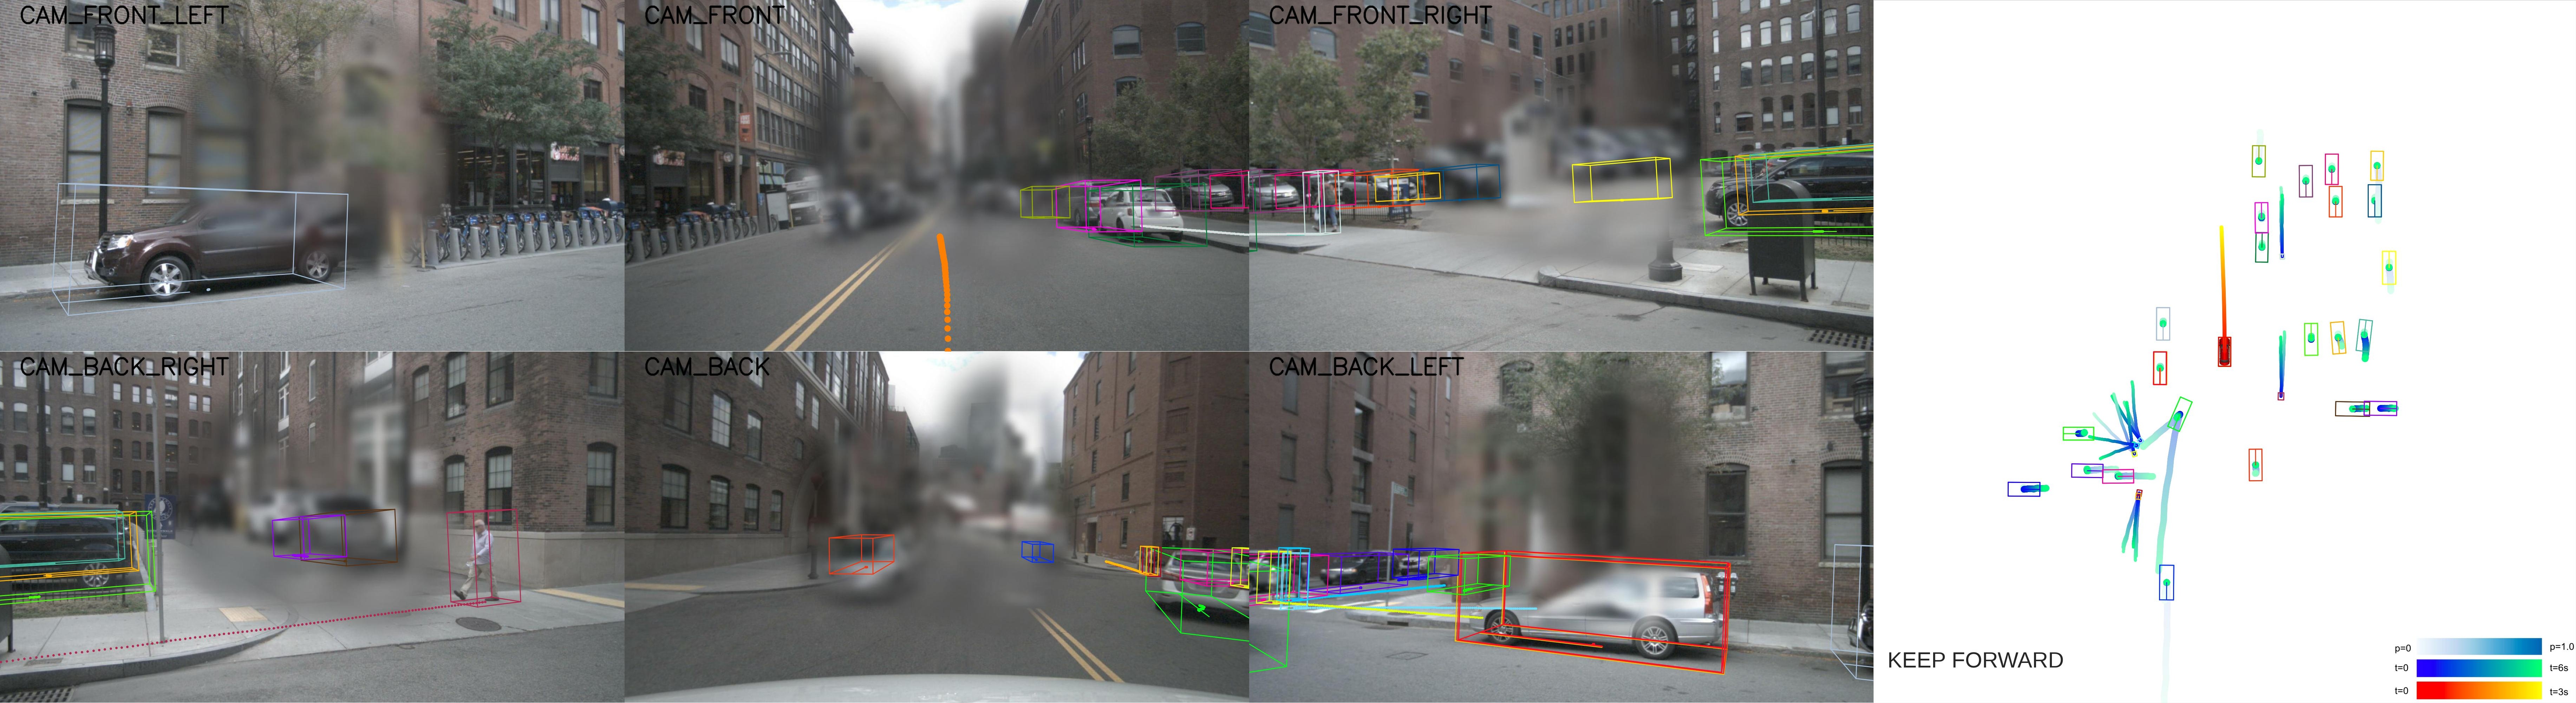 CAM_FRONT_LEFT
CAM_FRONT
CAM_FRONT_RIGHT
CAM_BACK_RIGHT
CAM_BACK
CAM_BACK_LEFT
KEEP FORWARD
p=0 p=1.0
t=0 t=6s
t=0 t=3s